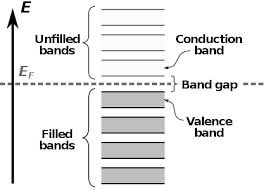 E
Unfilled
bands
Conduction
band
E_F
Band gap
Filled
bands
Valence
band